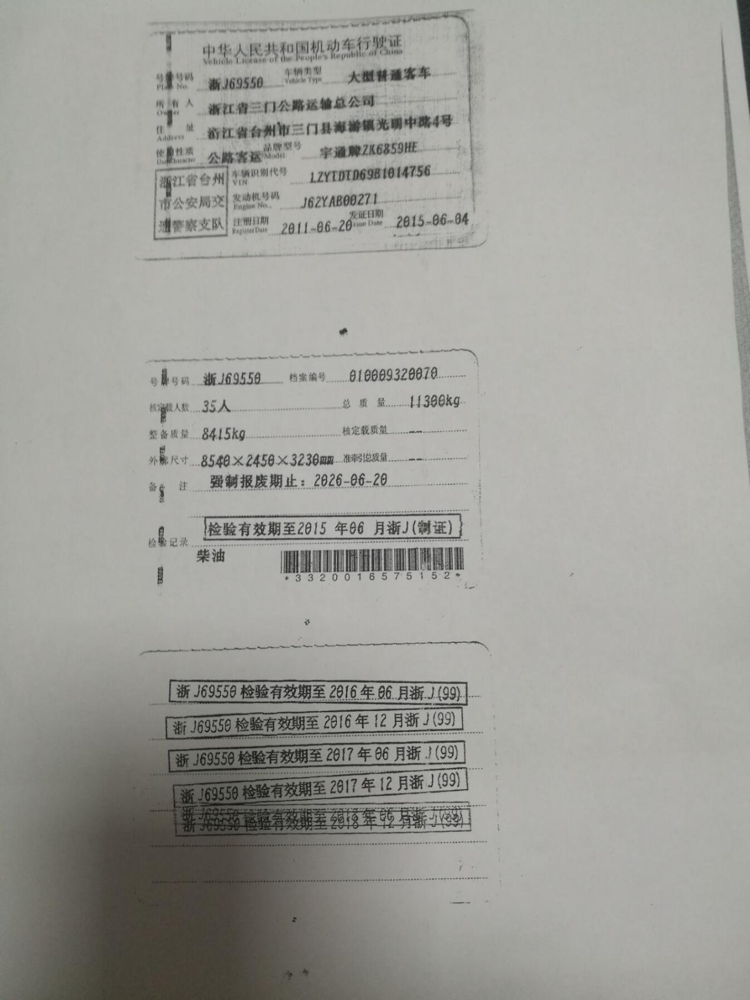 中华人民共和国机动车行驶证
Vehicle License of the People's Republic of China
号牌号码 浙J69550 车辆类型 大型普通客车
Plate No. Vehicle Type
所有人 浙江省三门公路运输总公司
Owner
住址 浙江省台州市三门县海游镇光明中路4号
Address
使用性质 公路客运 品牌型号 宇通牌ZK6859HE
Use Character Model
浙江省台州 车辆识别代号 LZYTDTD69B1014756
VIN
市公安局交 发动机号码 J62YAB00271
Engine No.
通警察支队 注册日期 2011-06-20 发证日期 2015-06-04
Register Date Issue Date
号牌号码 浙J69550 档案编号 010009320070
核定载人数 35人 总质量 11300kg
整备质量 8415kg 核定载质量 --
外廓尺寸 8540×2450×3230mm 准牵引总质量 --
备注 强制报废期止：2026-06-20
检验有效期至2015 年06 月浙J(制证)
检验记录
柴油
*3320016575152*
浙 J69550 检验有效期至 2016 年 06 月浙 J(99)
浙 J69550 检验有效期至 2016 年 12 月浙 J(99)
浙 J69550 检验有效期至 2017 年 06 月浙 J(99)
浙 J69550 检验有效期至 2017 年 12 月浙 J(99)
浙 J69550 检验有效期至 2018 年 06 月浙 J(99)
浙 J69550 检验有效期至 2018 年 12 月浙 J(99)